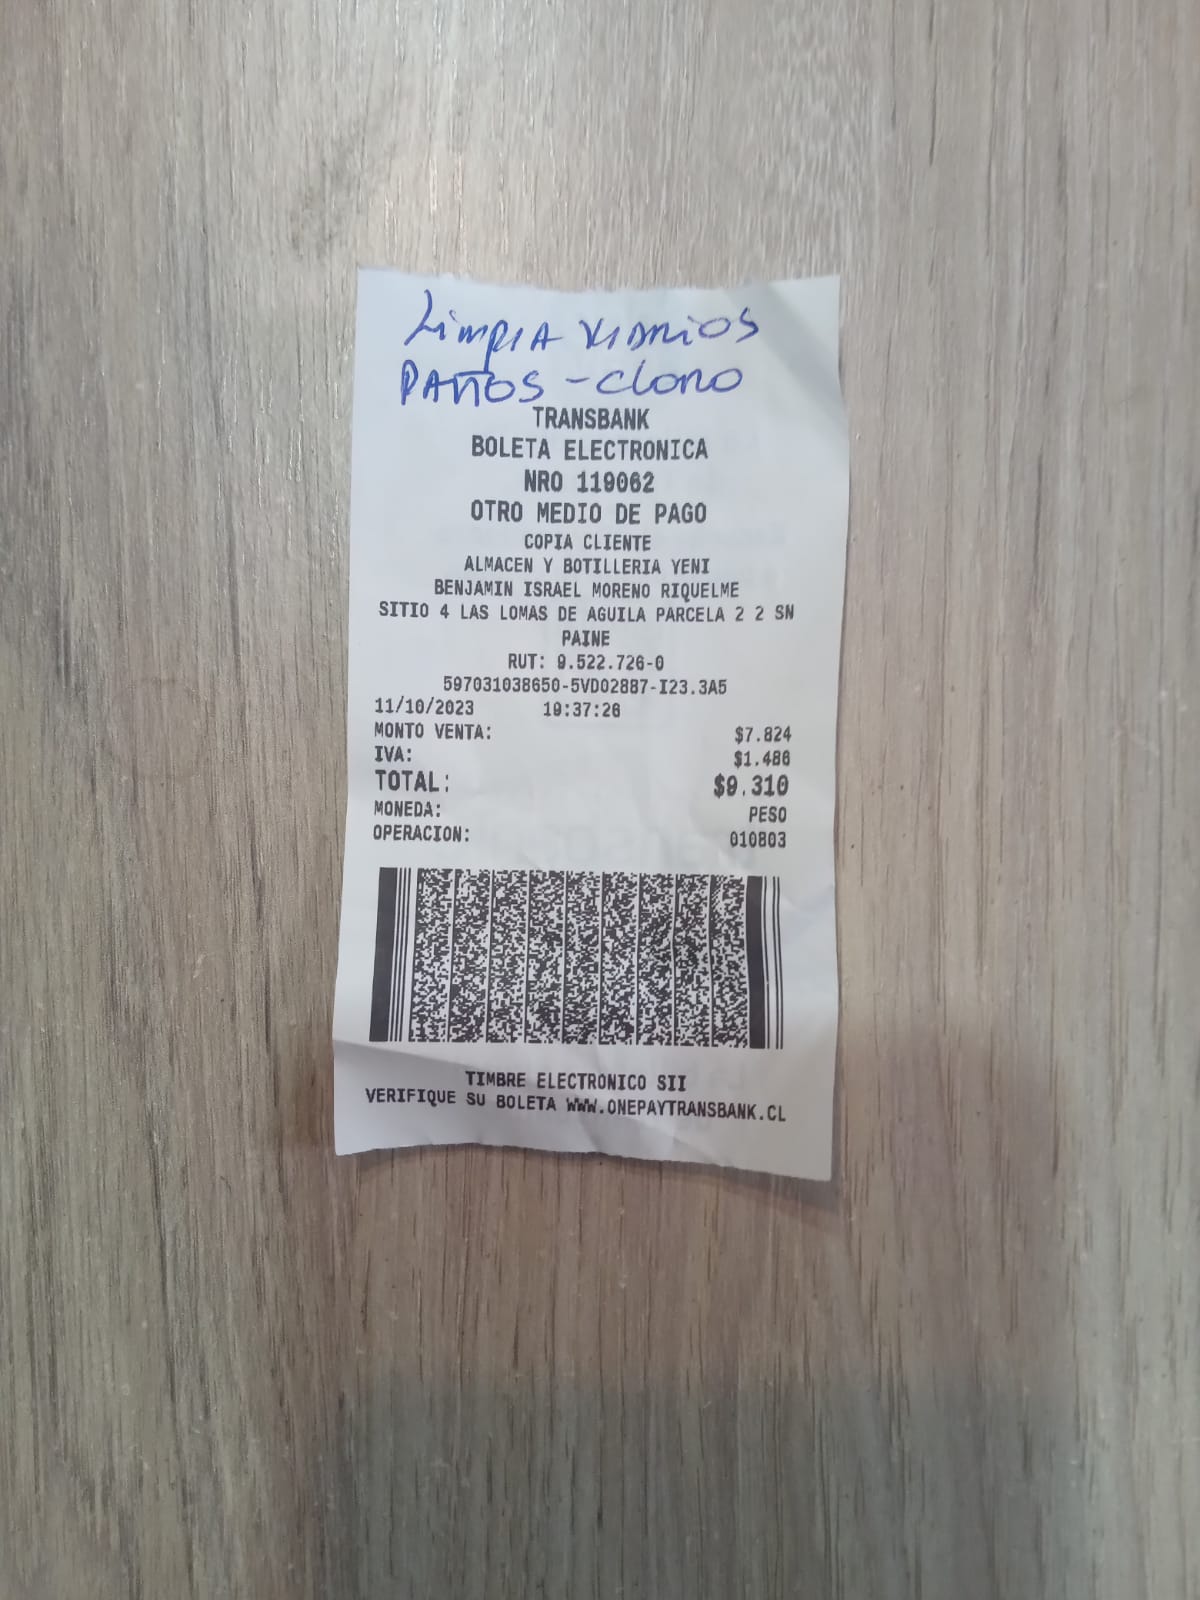 Limpia Vidrios
Paños - Cloro
TRANSBANK
BOLETA ELECTRONICA
NRO 119062
OTRO MEDIO DE PAGO
COPIA CLIENTE
ALMACEN Y BOTILLERIA YENI
BENJAMIN ISRAEL MORENO RIQUELME
SITIO 4 LAS LOMAS DE AGUILA PARCELA 2 2 SN
PAINE
RUT: 9.522.726-0
597031038650-5VD02887-I23.3A5
11/10/2023 19:37:26
MONTO VENTA: $7.824
IVA: $1.486
TOTAL: $9.310
MONEDA: PESO
OPERACION: 010803
TIMBRE ELECTRONICO SII
VERIFIQUE SU BOLETA WWW.ONEPAYTRANSBANK.CL